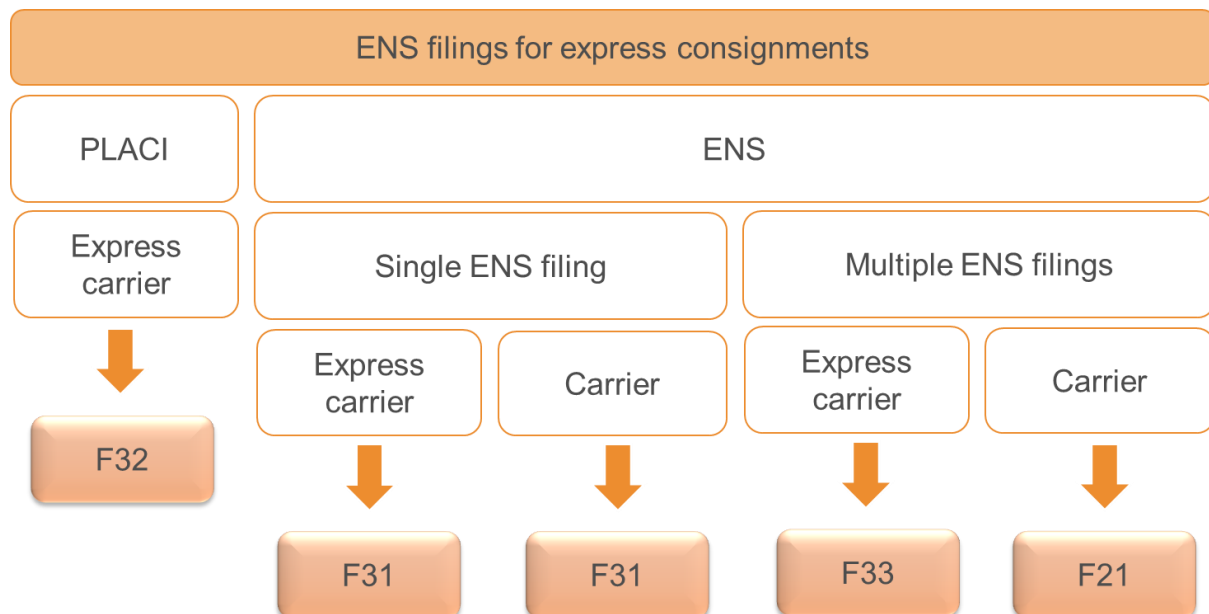 ENS filings for express consignments
PLACI
ENS
Express
carrier
Single ENS filing
Multiple ENS filings
Express
carrier
Carrier
Express
carrier
Carrier
F32
F31
F31
F33
F21